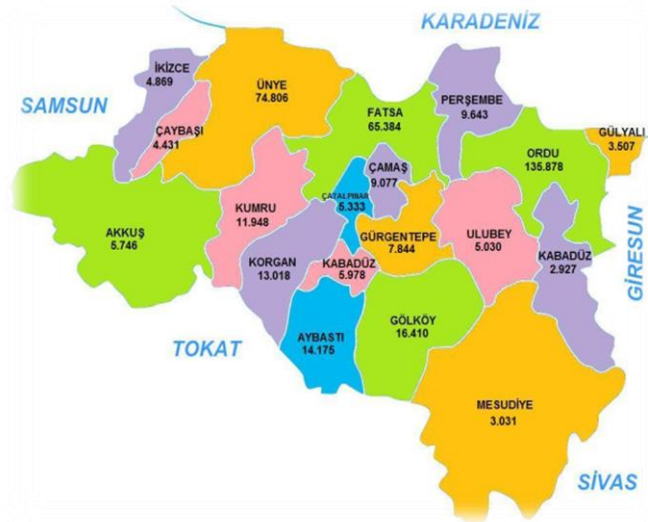 KARADENİZ
İKİZCE
4.869
ÜNYE
74.806
SAMSUN
ÇAYBAŞI
4.431
FATSA
65.384
PERŞEMBE
9.643
GÜLYALI
3.507
ORDU
135.878
ÇAMAŞ
9.077
ÇATALPINAR
5.333
KUMRU
11.948
AKKUŞ
5.746
GÜRGENTEPE
7.844
ULUBEY
5.030
KABADÜZ
2.927
GİRESUN
KORGAN
13.018
KABADÜZ
5.978
TOKAT
AYBASTI
14.175
GÖLKÖY
16.410
MESUDİYE
3.031
SİVAS